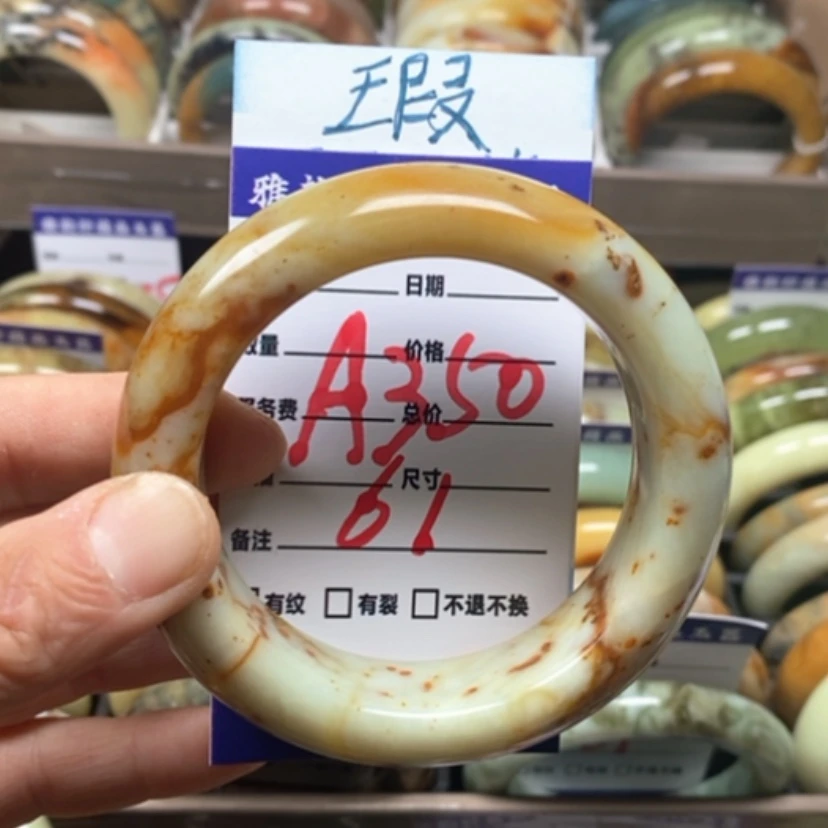 瑕
雅
日期
数量 价格
A350
服务费 总价
尺寸
61
备注
有纹 □有裂 □不退不换